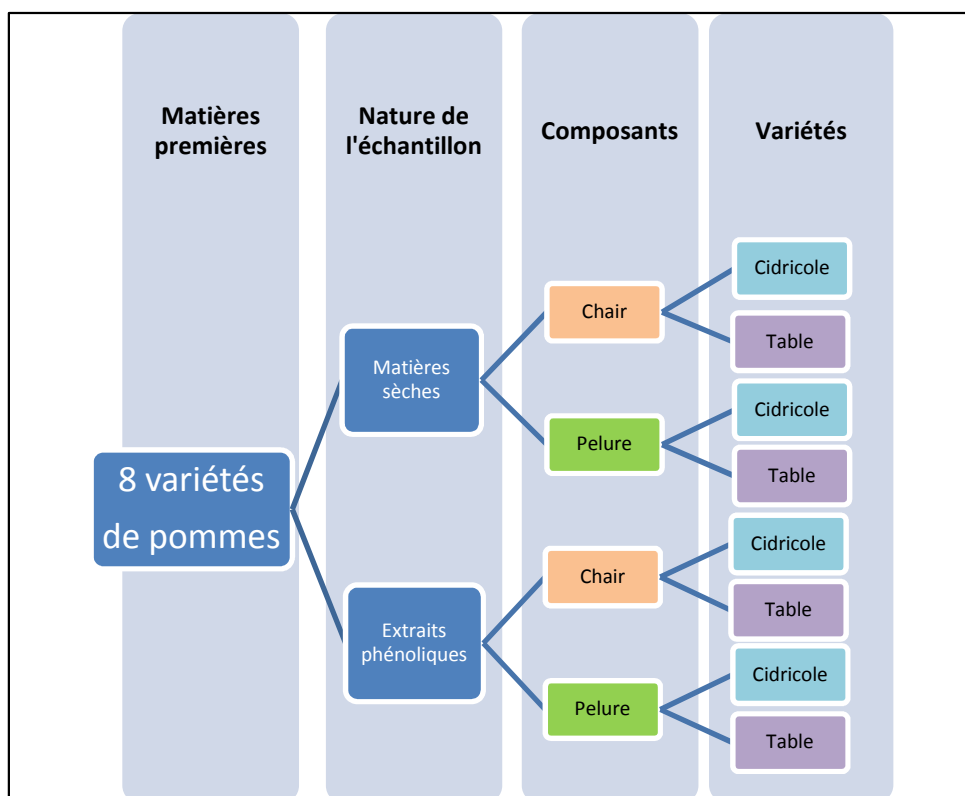 Matières
premières
Nature de
l'échantillon
Composants
Variétés
8 variétés
de pommes
Matières
sèches
Chair
Cidricole
Table
Pelure
Cidricole
Table
Extraits
phénoliques
Chair
Cidricole
Table
Pelure
Cidricole
Table